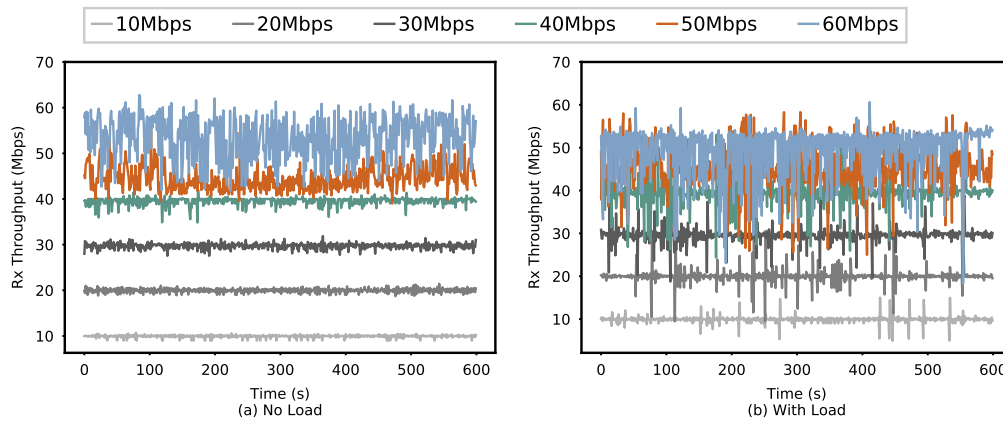 10Mbps 20Mbps 30Mbps 40Mbps 50Mbps 60Mbps
70
60
50
40
30
20
10
Rx Throughput (Mbps)
0 100 200 300 400 500 600
Time (s)
(a) No Load
70
60
50
40
30
20
10
Rx Throughput (Mbps)
0 100 200 300 400 500 600
Time (s)
(b) With Load